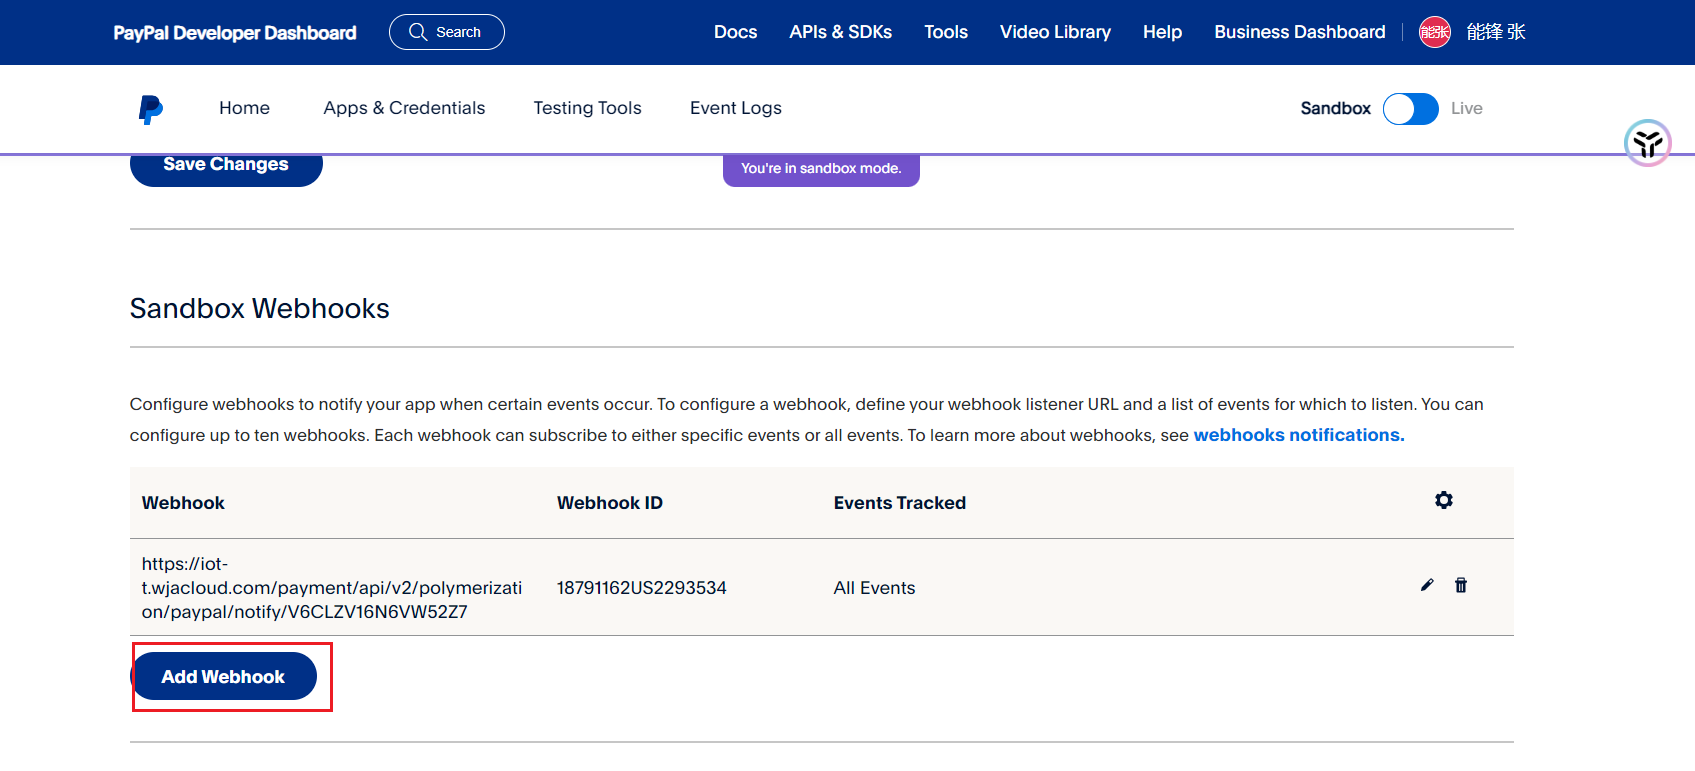 PayPal Developer Dashboard
Search
Docs
APIs & SDKs
Tools
Video Library
Help
Business Dashboard
能张
能锋 张
Home
Apps & Credentials
Testing Tools
Event Logs
Sandbox
Live
Save Changes
You're in sandbox mode.
Sandbox Webhooks
Configure webhooks to notify your app when certain events occur. To configure a webhook, define your webhook listener URL and a list of events for which to listen. You can
configure up to ten webhooks. Each webhook can subscribe to either specific events or all events. To learn more about webhooks, see webhooks notifications.
Webhook
Webhook ID
Events Tracked
https://iot-
t.wjacloud.com/payment/api/v2/polymerizati
on/paypal/notify/V6CLZV16N6VW52Z7
18791162US2293534
All Events
Add Webhook